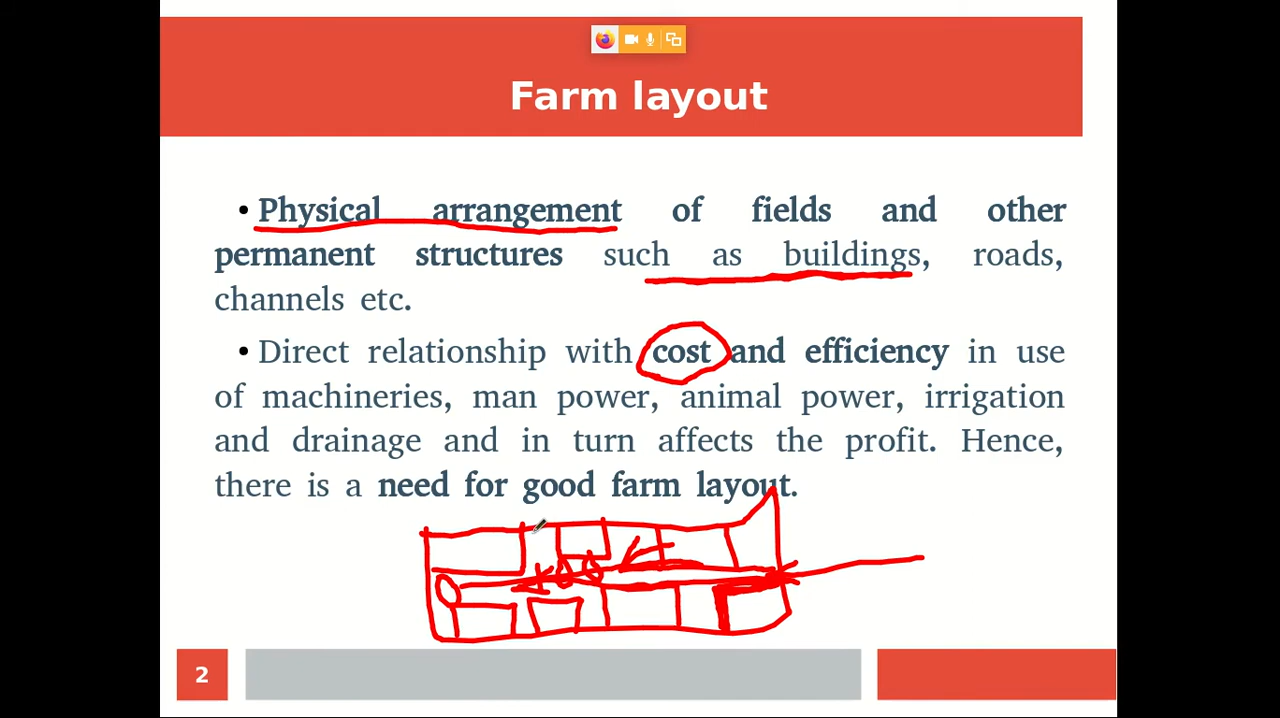 Farm layout
• Physical arrangement of fields and other
permanent structures such as buildings, roads,
channels etc.
• Direct relationship with cost and efficiency in use
of machineries, man power, animal power, irrigation
and drainage and in turn affects the profit. Hence,
there is a need for good farm layout.
2